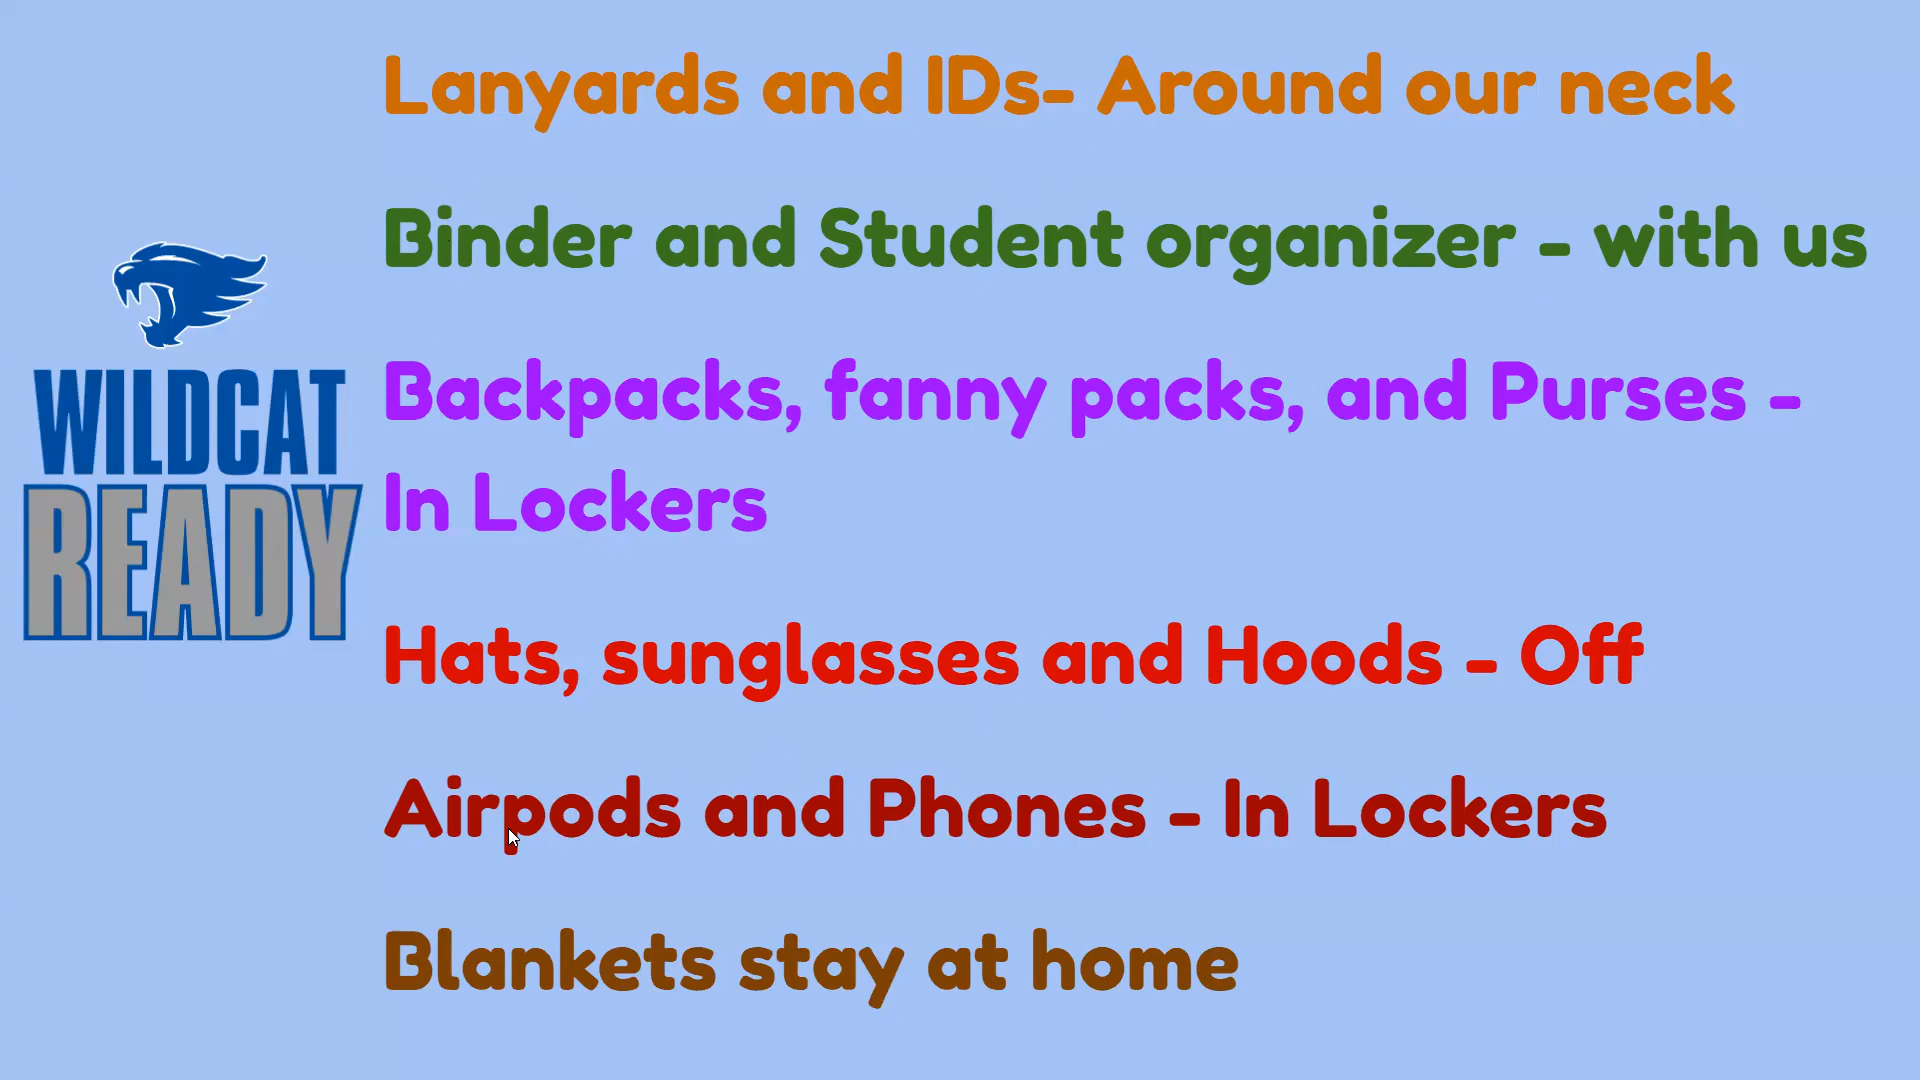 Lanyards and IDs- Around our neck
Binder and Student organizer - with us
Backpacks, fanny packs, and Purses -
In Lockers
Hats, sunglasses and Hoods - Off
Airpods and Phones - In Lockers
Blankets stay at home
WILDCAT
READY